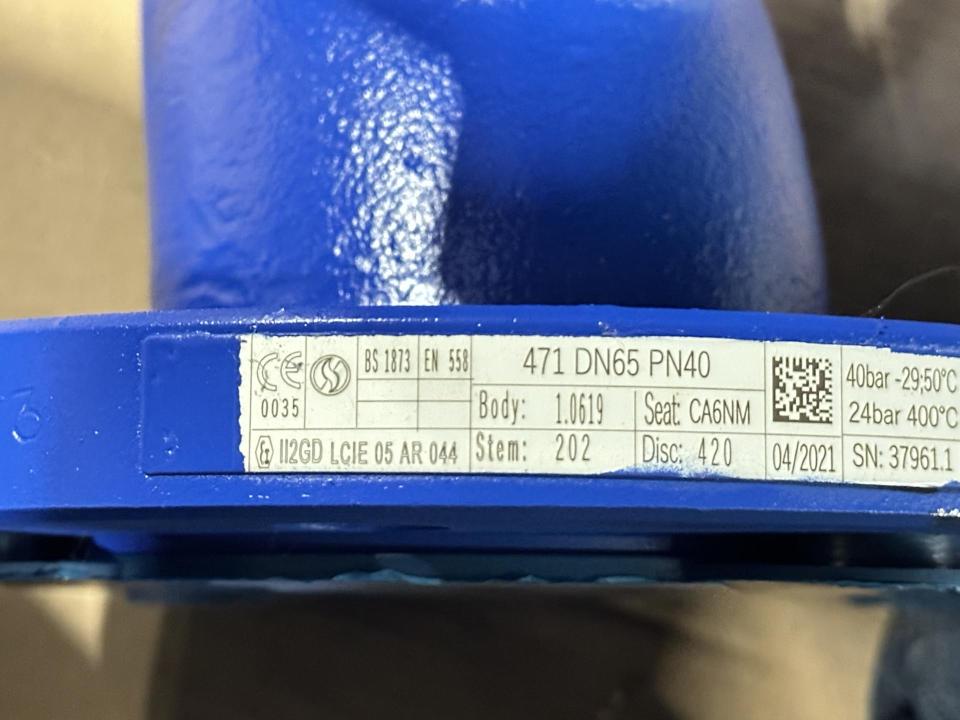 CE
0035
BS 1873
EN 558
471 DN65 PN40
Body: 1.0619
Seat: CA6NM
Stem: 202
Disc: 420
II2GD LCIE 05 AR 044
04/2021
40bar -29;50°C
24bar 400°C
SN: 37961.1